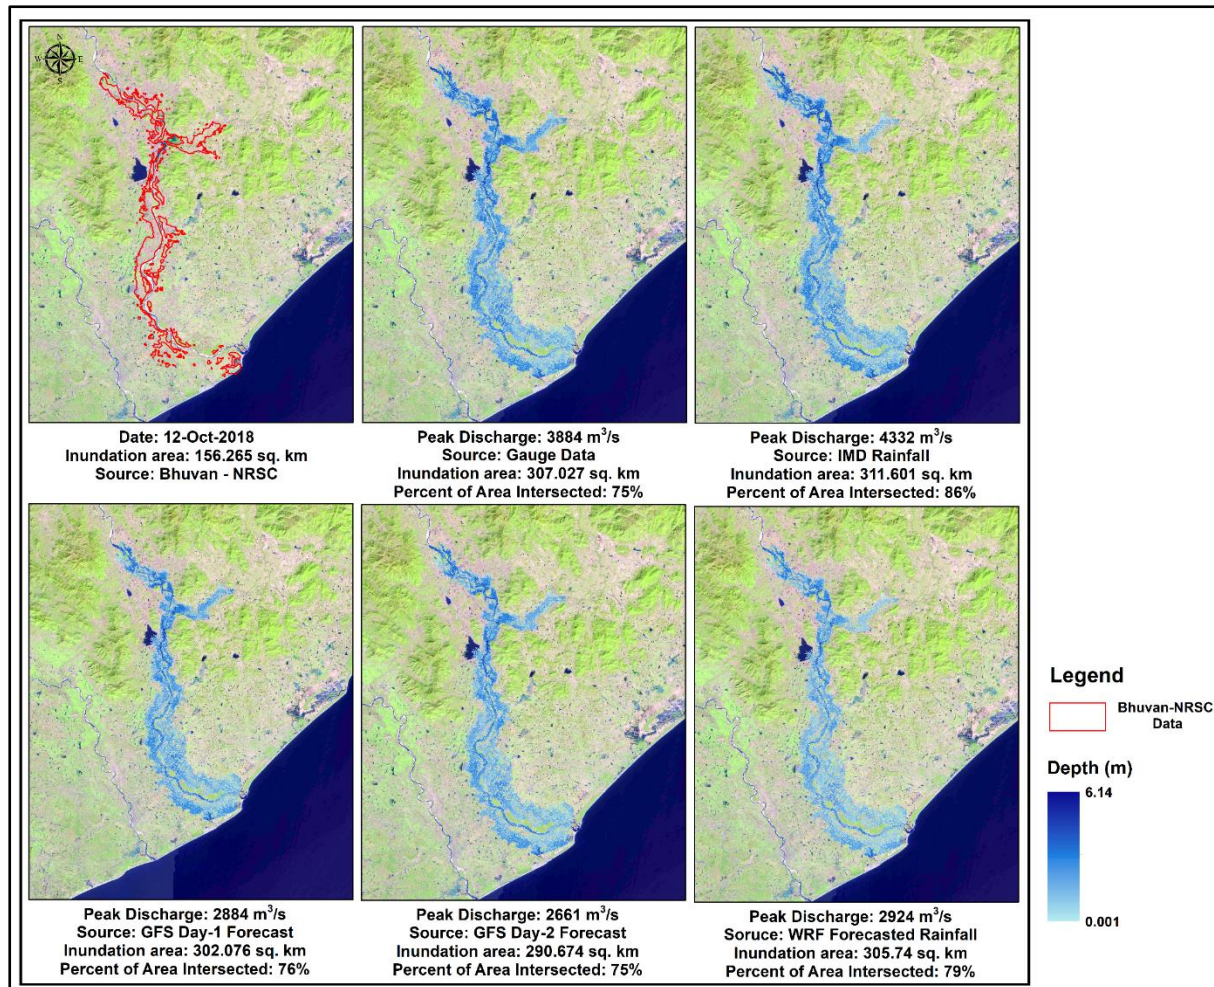 N
W E
S
Date: 12-Oct-2018
Inundation area: 156.265 sq. km
Source: Bhuvan - NRSC
Peak Discharge: 3884 m³/s
Source: Gauge Data
Inundation area: 307.027 sq. km
Percent of Area Intersected: 75%
Peak Discharge: 4332 m³/s
Source: IMD Rainfall
Inundation area: 311.601 sq. km
Percent of Area Intersected: 86%
Peak Discharge: 2884 m³/s
Source: GFS Day-1 Forecast
Inundation area: 302.076 sq. km
Percent of Area Intersected: 76%
Peak Discharge: 2661 m³/s
Source: GFS Day-2 Forecast
Inundation area: 290.674 sq. km
Percent of Area Intersected: 75%
Peak Discharge: 2924 m³/s
Soruce: WRF Forecasted Rainfall
Inundation area: 305.74 sq. km
Percent of Area Intersected: 79%
Legend
Bhuvan-NRSC
Data
Depth (m)
6.14
0.001